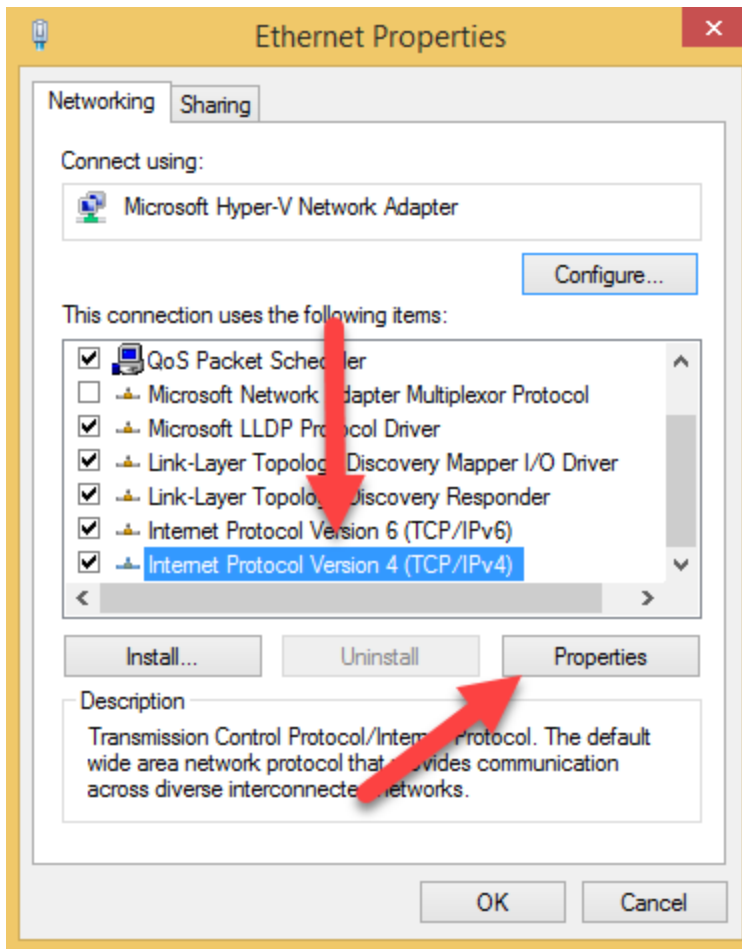 Ethernet Properties
Networking
Sharing
Connect using:
Microsoft Hyper-V Network Adapter
Configure...
This connection uses the following items:
QoS Packet Scheduler
Microsoft Network Adapter Multiplexor Protocol
Microsoft LLDP Protocol Driver
Link-Layer Topology Discovery Mapper I/O Driver
Link-Layer Topology Discovery Responder
Internet Protocol Version 6 (TCP/IPv6)
Internet Protocol Version 4 (TCP/IPv4)
Install...
Uninstall
Properties
Description
Transmission Control Protocol/Internet Protocol. The default
wide area network protocol that provides communication
across diverse interconnected networks.
OK
Cancel